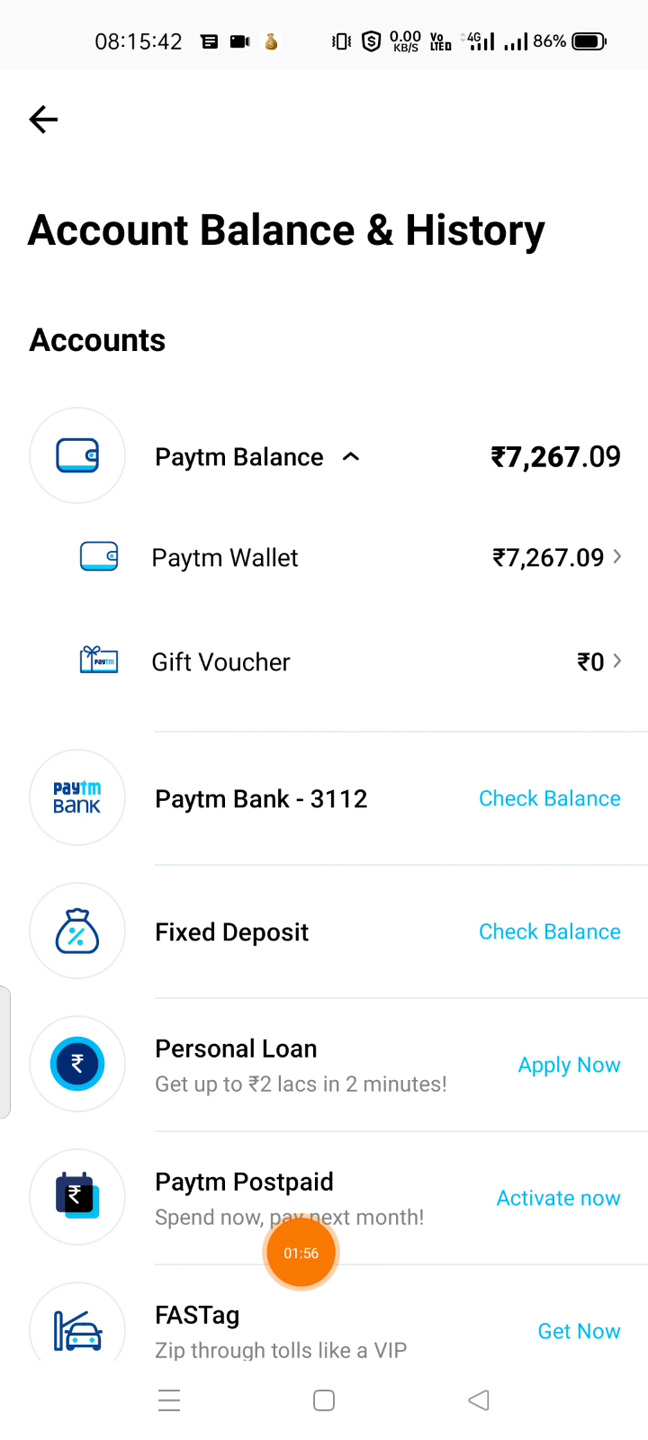 08:15:42 0.00 KB/S Vo LTED 4G 86%
Account Balance & History
Accounts
Paytm Balance ₹7,267.09
Paytm Wallet ₹7,267.09
paytm Gift Voucher ₹0
paytm BANK Paytm Bank - 3112 Check Balance
Fixed Deposit Check Balance
Personal Loan
Get up to ₹2 lacs in 2 minutes! Apply Now
Paytm Postpaid
Spend now, pay next month! Activate now
01:56
FASTag
Zip through tolls like a VIP Get Now